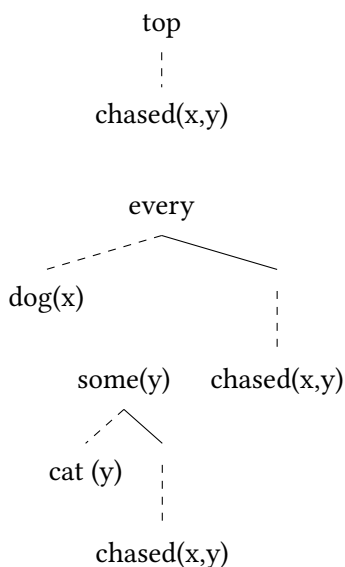 top
chased(x,y)
every
dog(x)
some(y) chased(x,y)
cat (y)
chased(x,y)